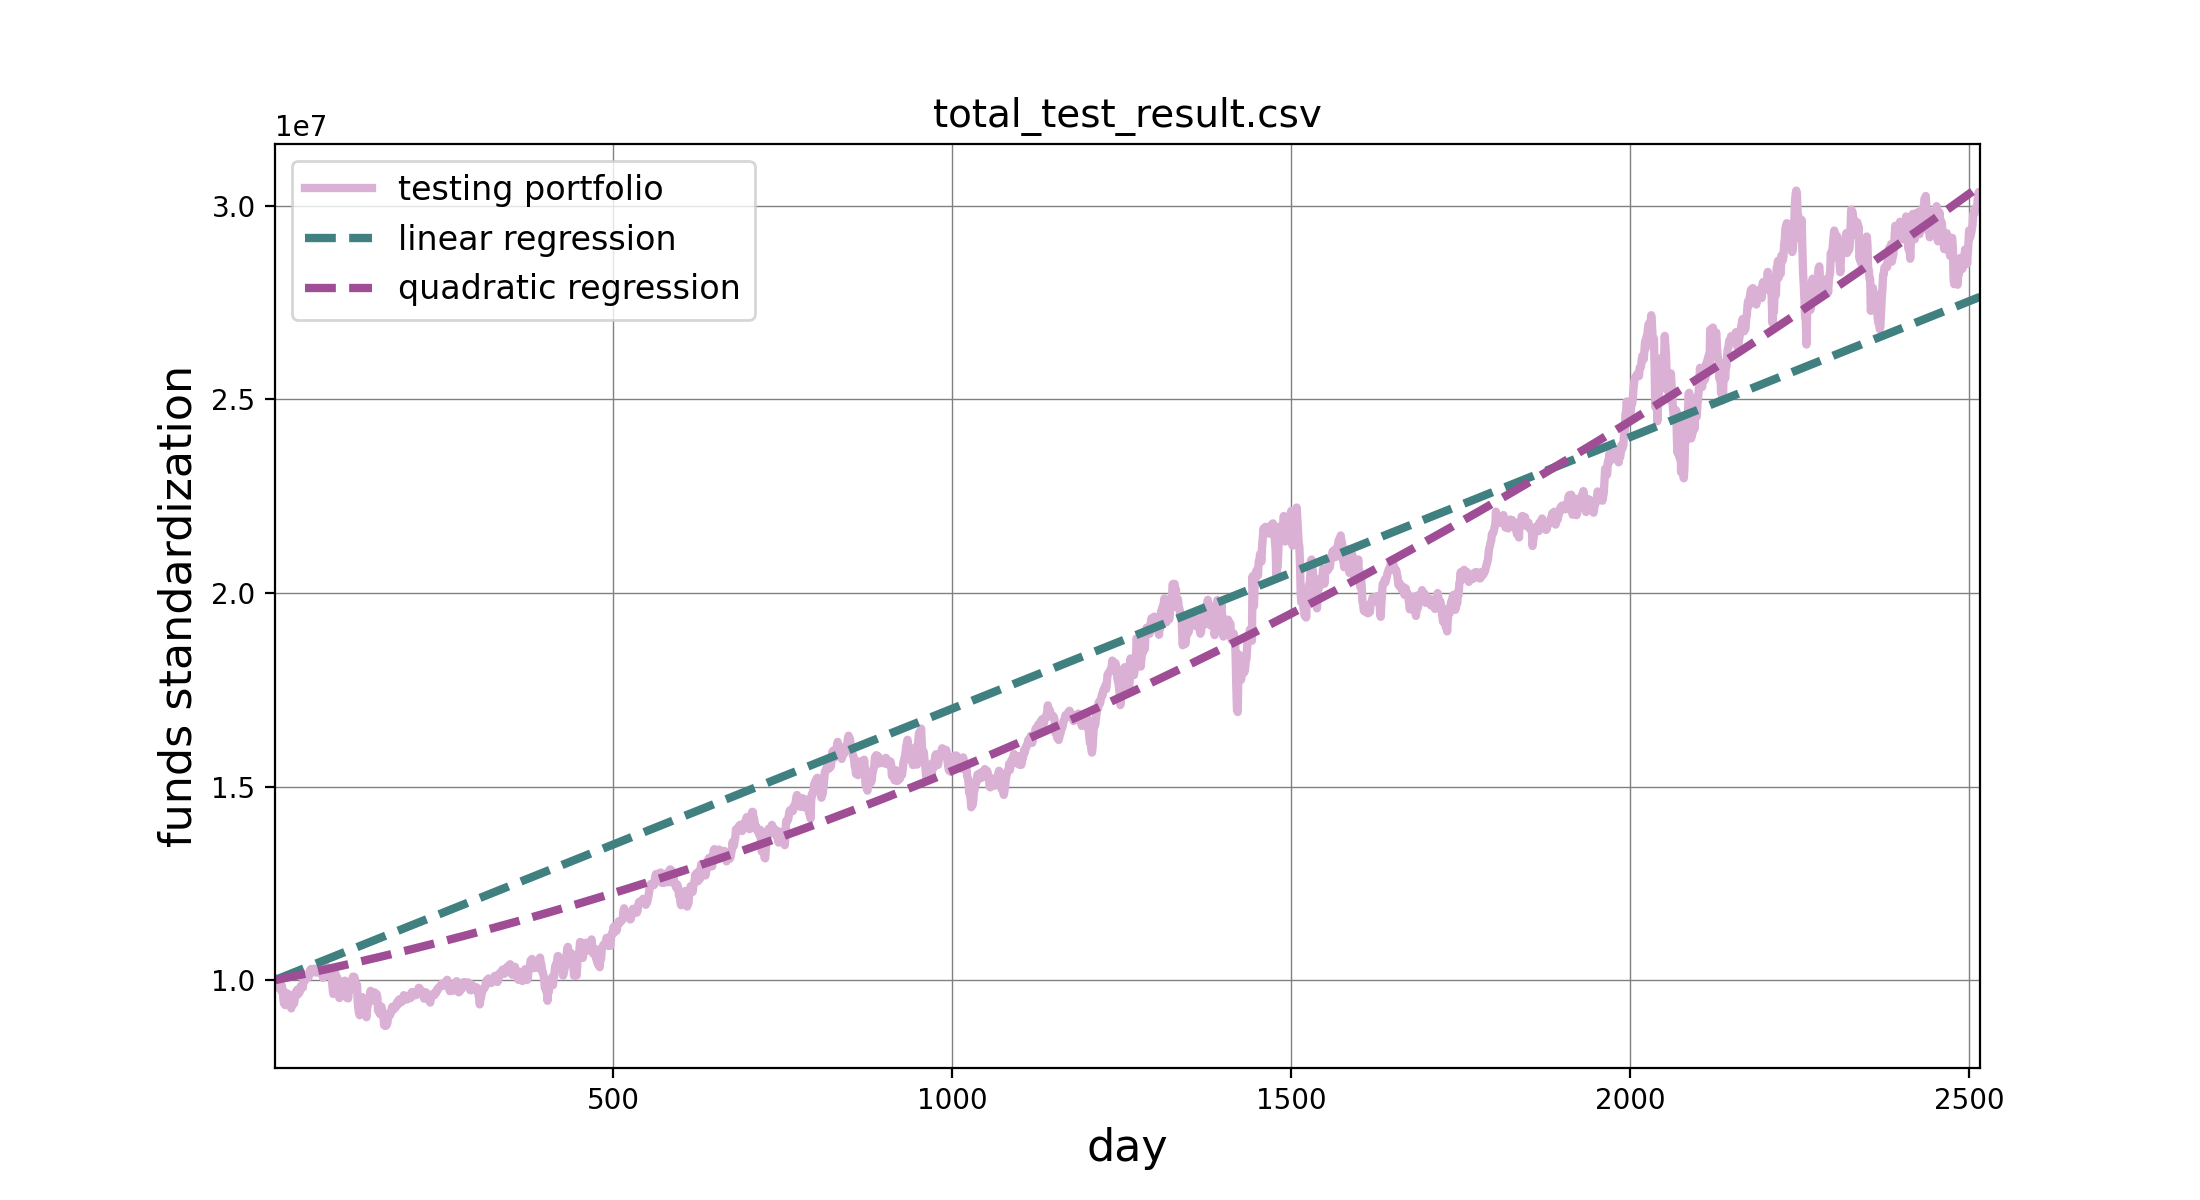 total_test_result.csv
1e7
testing portfolio
linear regression
quadratic regression
3.0
2.5
2.0
1.5
1.0
funds standardization
500
1000
1500
2000
2500
day